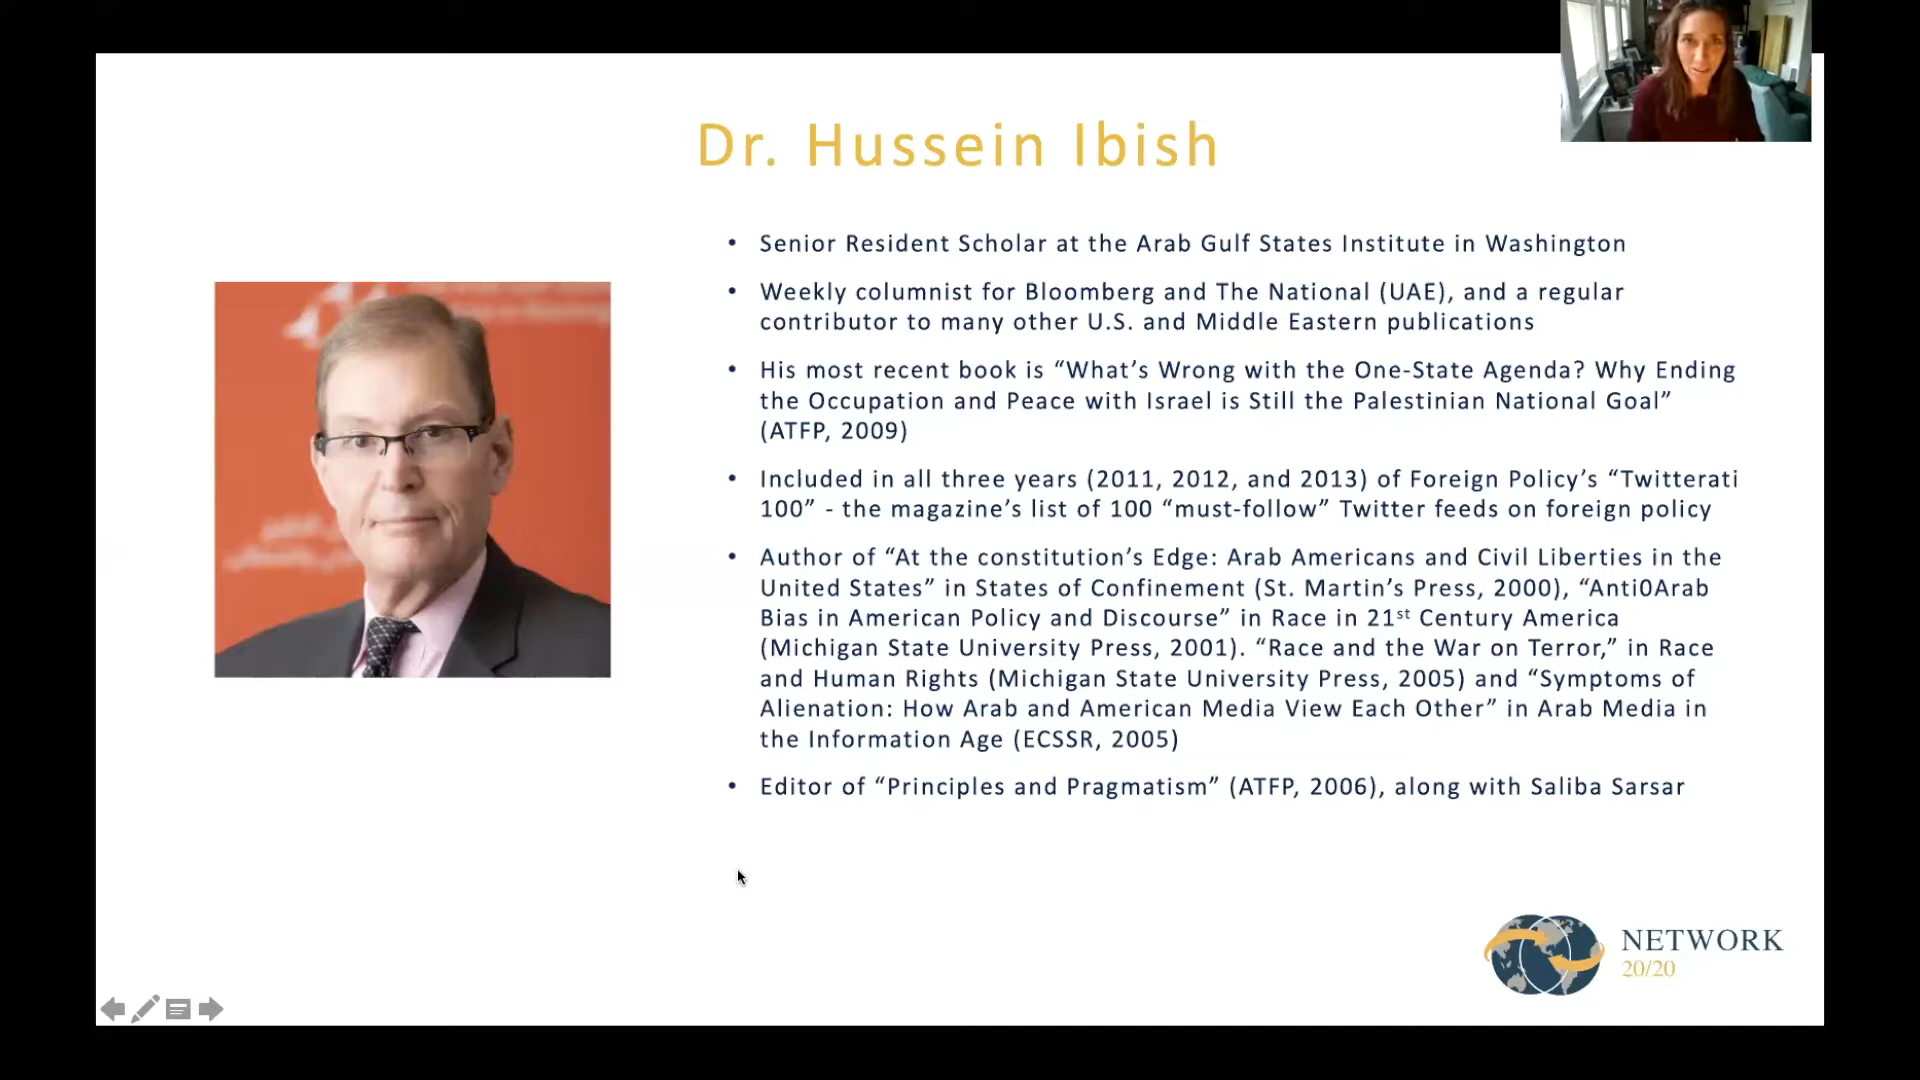 Dr. Hussein Ibish
• Senior Resident Scholar at the Arab Gulf States Institute in Washington
• Weekly columnist for Bloomberg and The National (UAE), and a regular
contributor to many other U.S. and Middle Eastern publications
• His most recent book is “What’s Wrong with the One-State Agenda? Why Ending
the Occupation and Peace with Israel is Still the Palestinian National Goal”
(ATFP, 2009)
• Included in all three years (2011, 2012, and 2013) of Foreign Policy’s “Twitterati
100” - the magazine’s list of 100 “must-follow” Twitter feeds on foreign policy
• Author of “At the constitution’s Edge: Arab Americans and Civil Liberties in the
United States” in States of Confinement (St. Martin’s Press, 2000), “Anti0Arab
Bias in American Policy and Discourse” in Race in 21st Century America
(Michigan State University Press, 2001). “Race and the War on Terror,” in Race
and Human Rights (Michigan State University Press, 2005) and “Symptoms of
Alienation: How Arab and American Media View Each Other” in Arab Media in
the Information Age (ECSSR, 2005)
• Editor of “Principles and Pragmatism” (ATFP, 2006), along with Saliba Sarsar
NETWORK
20/20